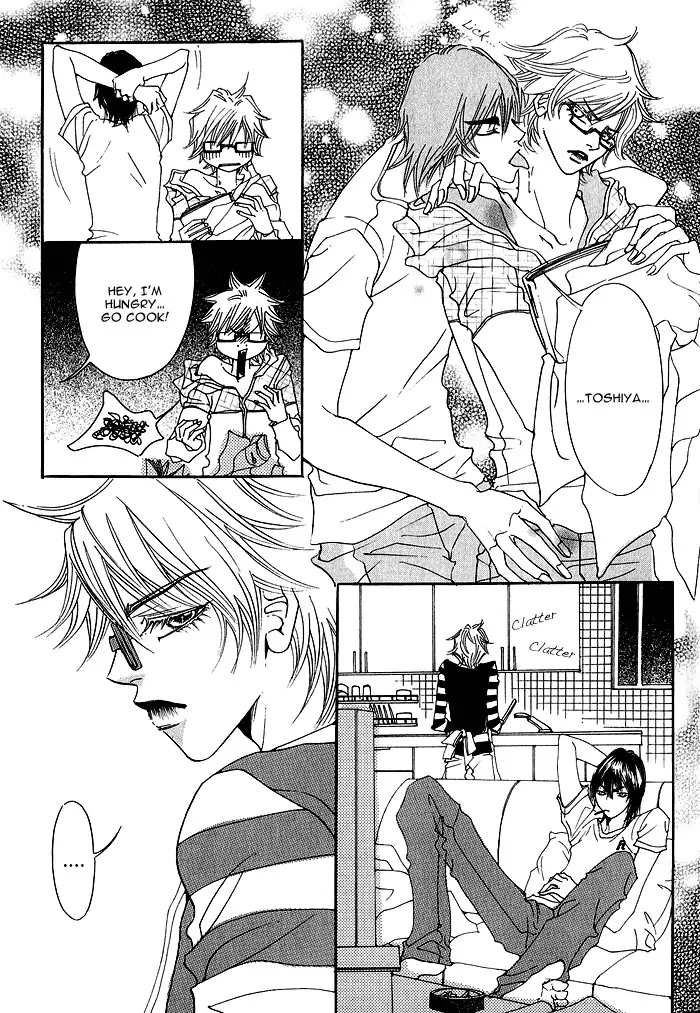 Lick
...TOSHIYA...
HEY, I'M
HUNGRY...
GO COOK!
Clatter
Clatter
....